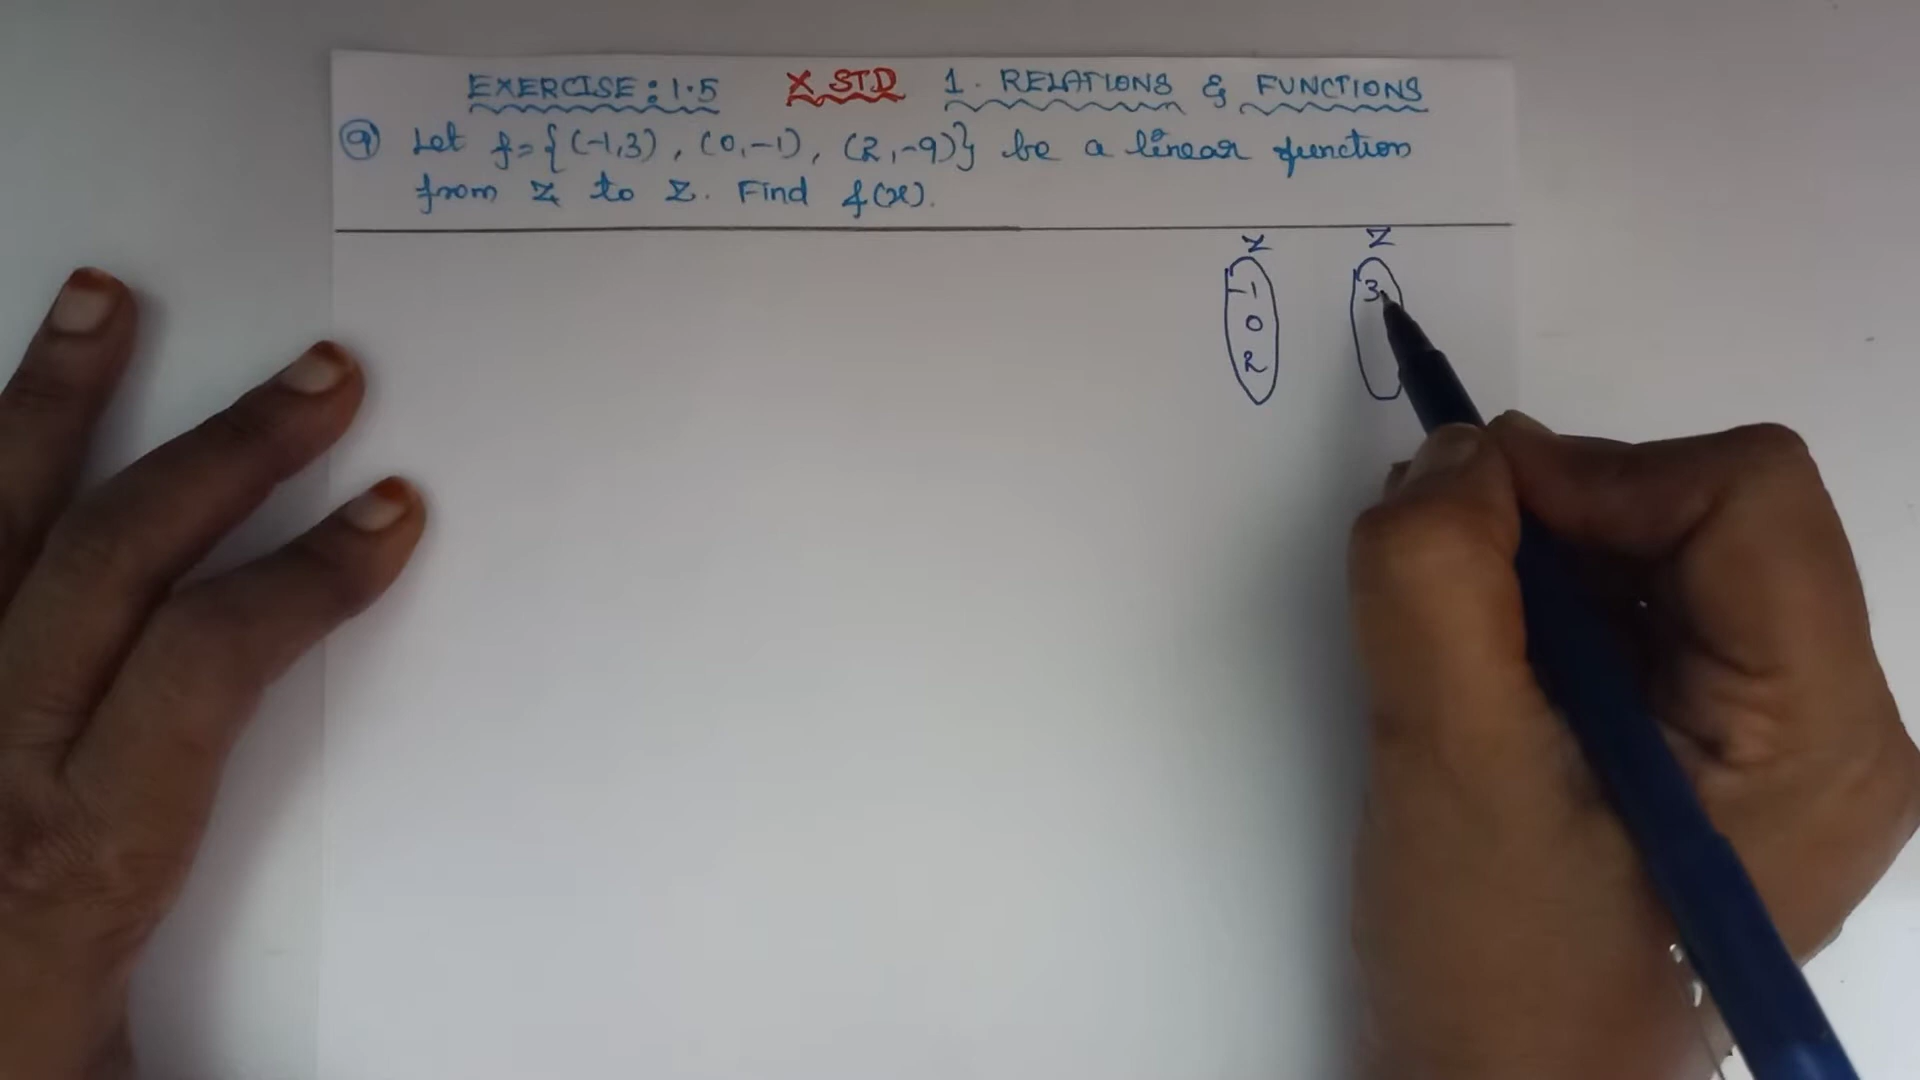 EXERCISE: 1.5 X STD 1. RELATIONS & FUNCTIONS
⑨ Let f={(-1,3), (0,-1), (2,-9)} be a linear function
from Z to Z. Find f(x).
Z Z
-1 3
0
2